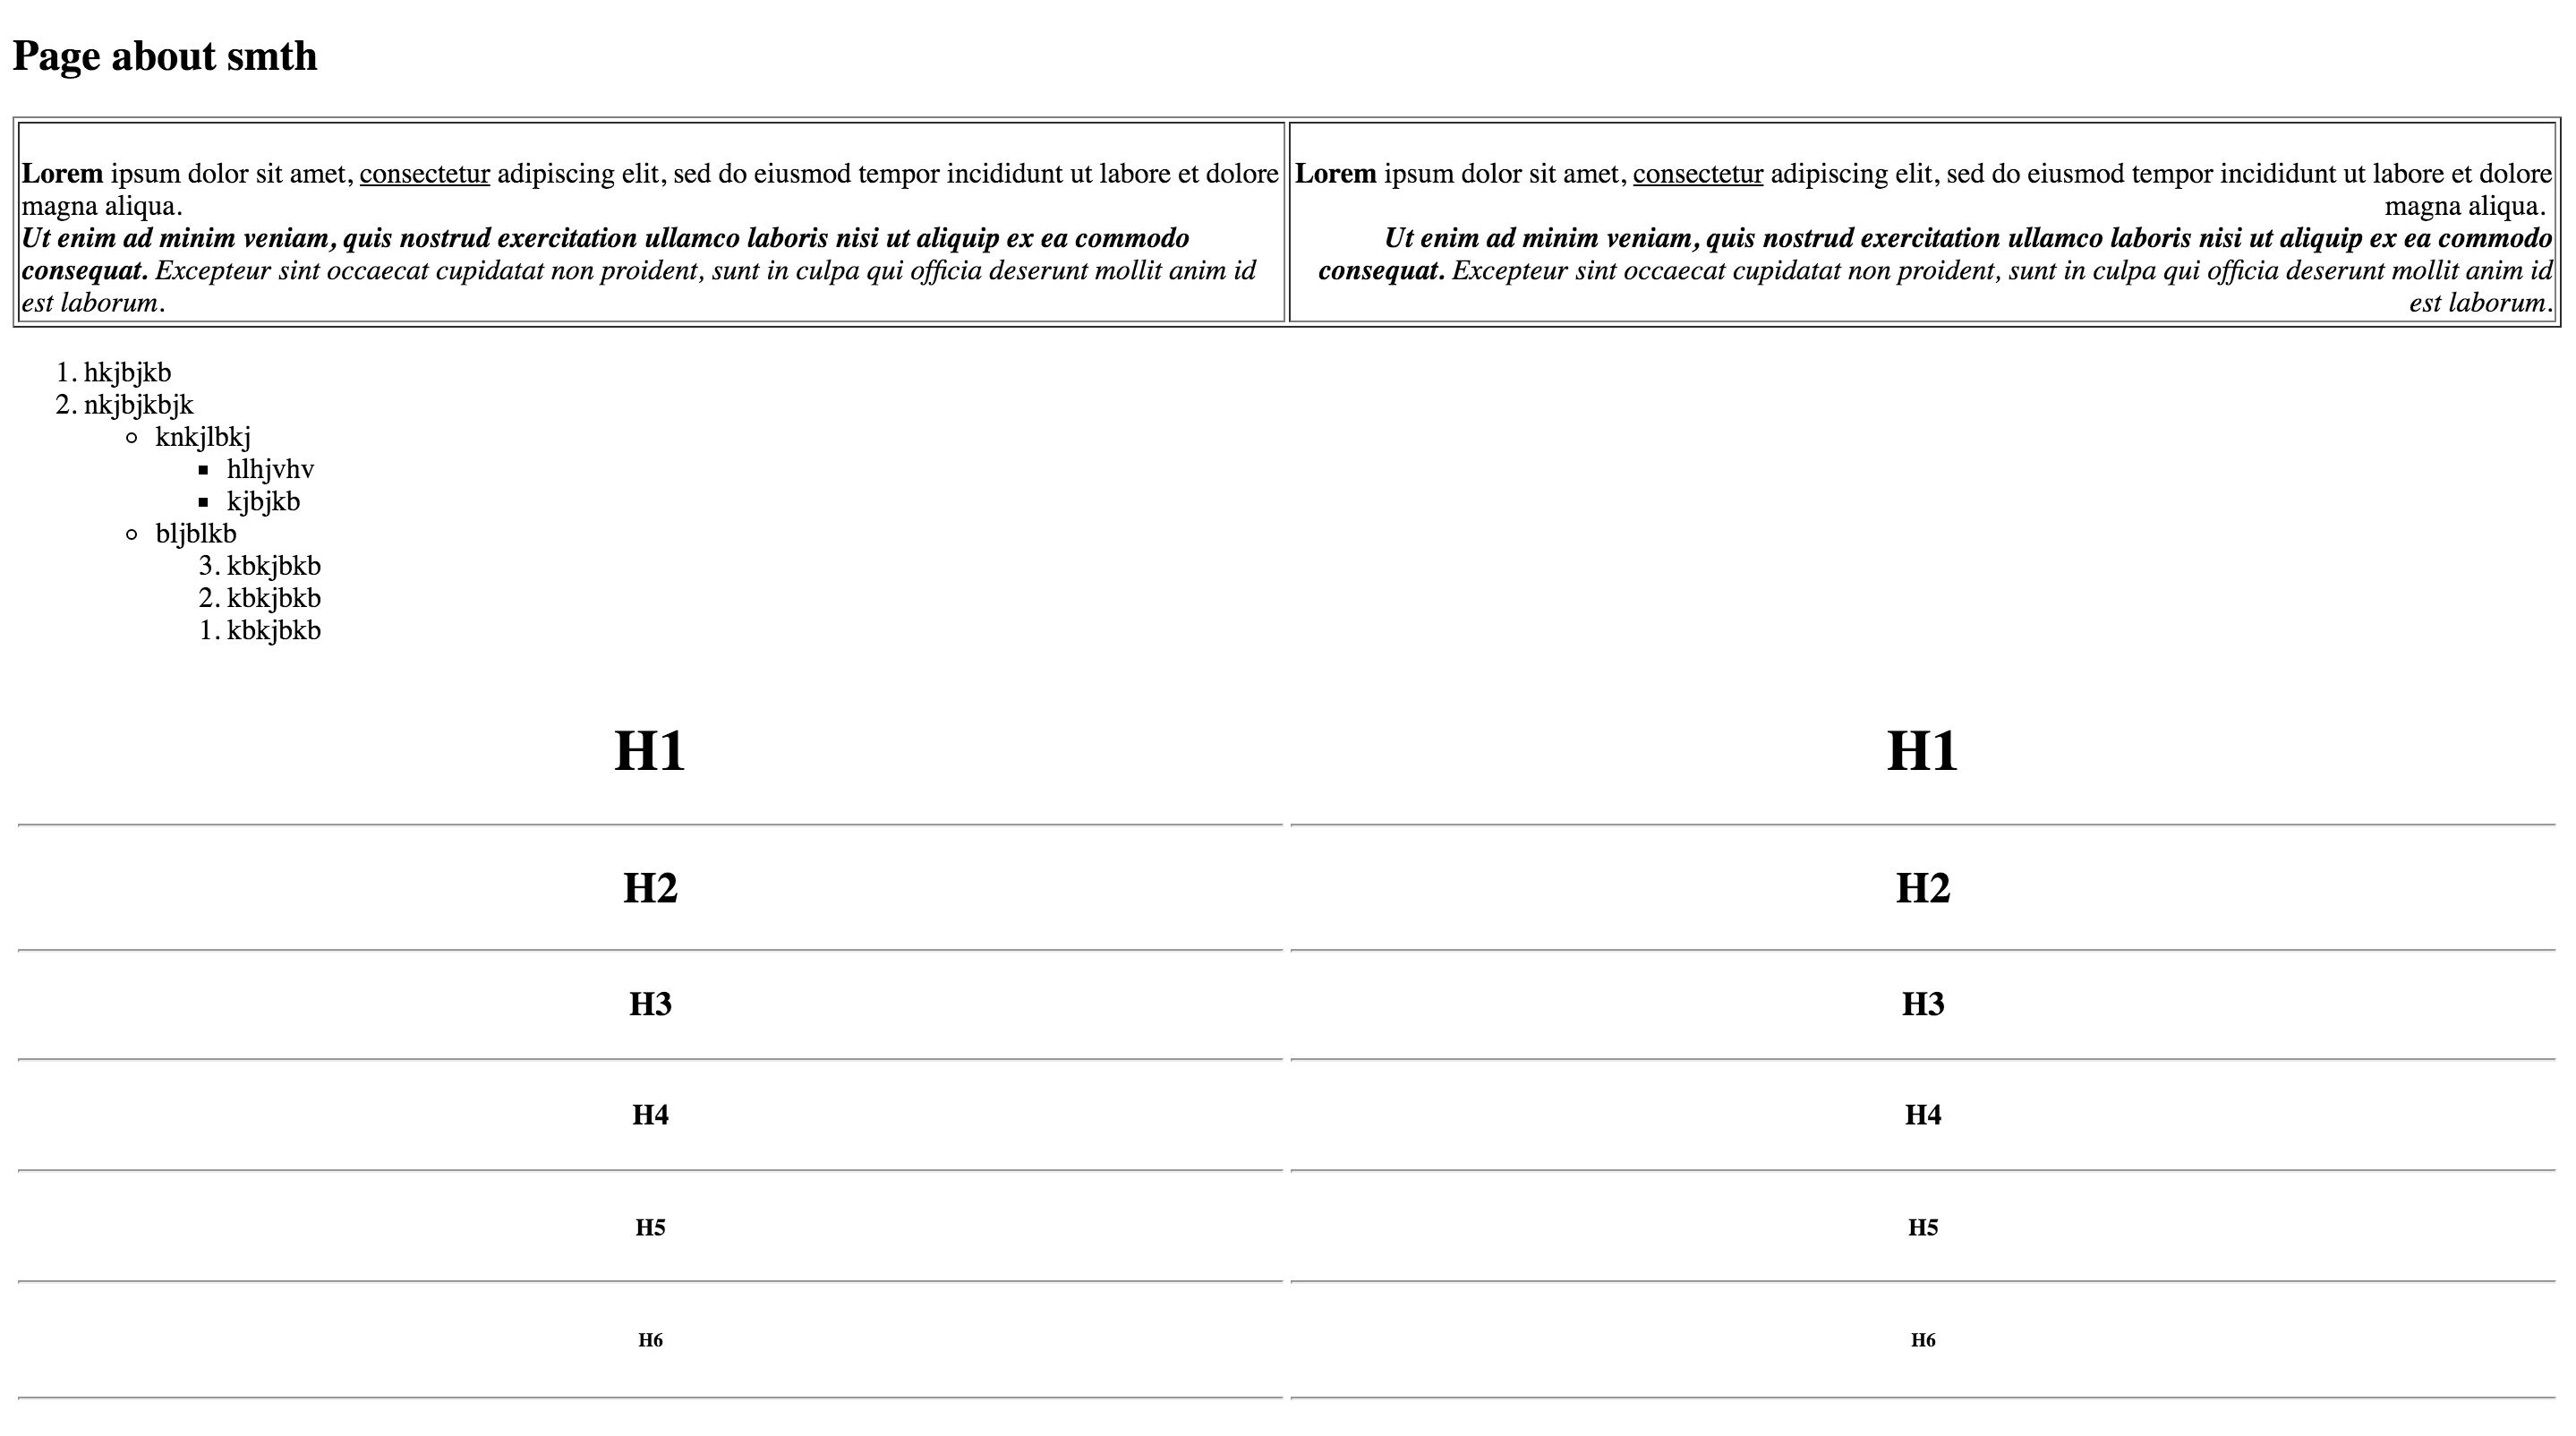 Page about smth
Lorem ipsum dolor sit amet, consectetur adipiscing elit, sed do eiusmod tempor incididunt ut labore et dolore
magna aliqua.
Ut enim ad minim veniam, quis nostrud exercitation ullamco laboris nisi ut aliquip ex ea commodo
consequat. Excepteur sint occaecat cupidatat non proident, sunt in culpa qui officia deserunt mollit anim id
est laborum.
Lorem ipsum dolor sit amet, consectetur adipiscing elit, sed do eiusmod tempor incididunt ut labore et dolore
magna aliqua.
Ut enim ad minim veniam, quis nostrud exercitation ullamco laboris nisi ut aliquip ex ea commodo
consequat. Excepteur sint occaecat cupidatat non proident, sunt in culpa qui officia deserunt mollit anim id
est laborum.
1. hkjbjkb
2. nkjbjkbjk
knkjlbkj
hlhjvhv
kjbjkb
bljblkb
3. kbkjbkb
2. kbkjbkb
1. kbkjbkb
H1
H1
H2
H2
H3
H3
H4
H4
H5
H5
H6
H6